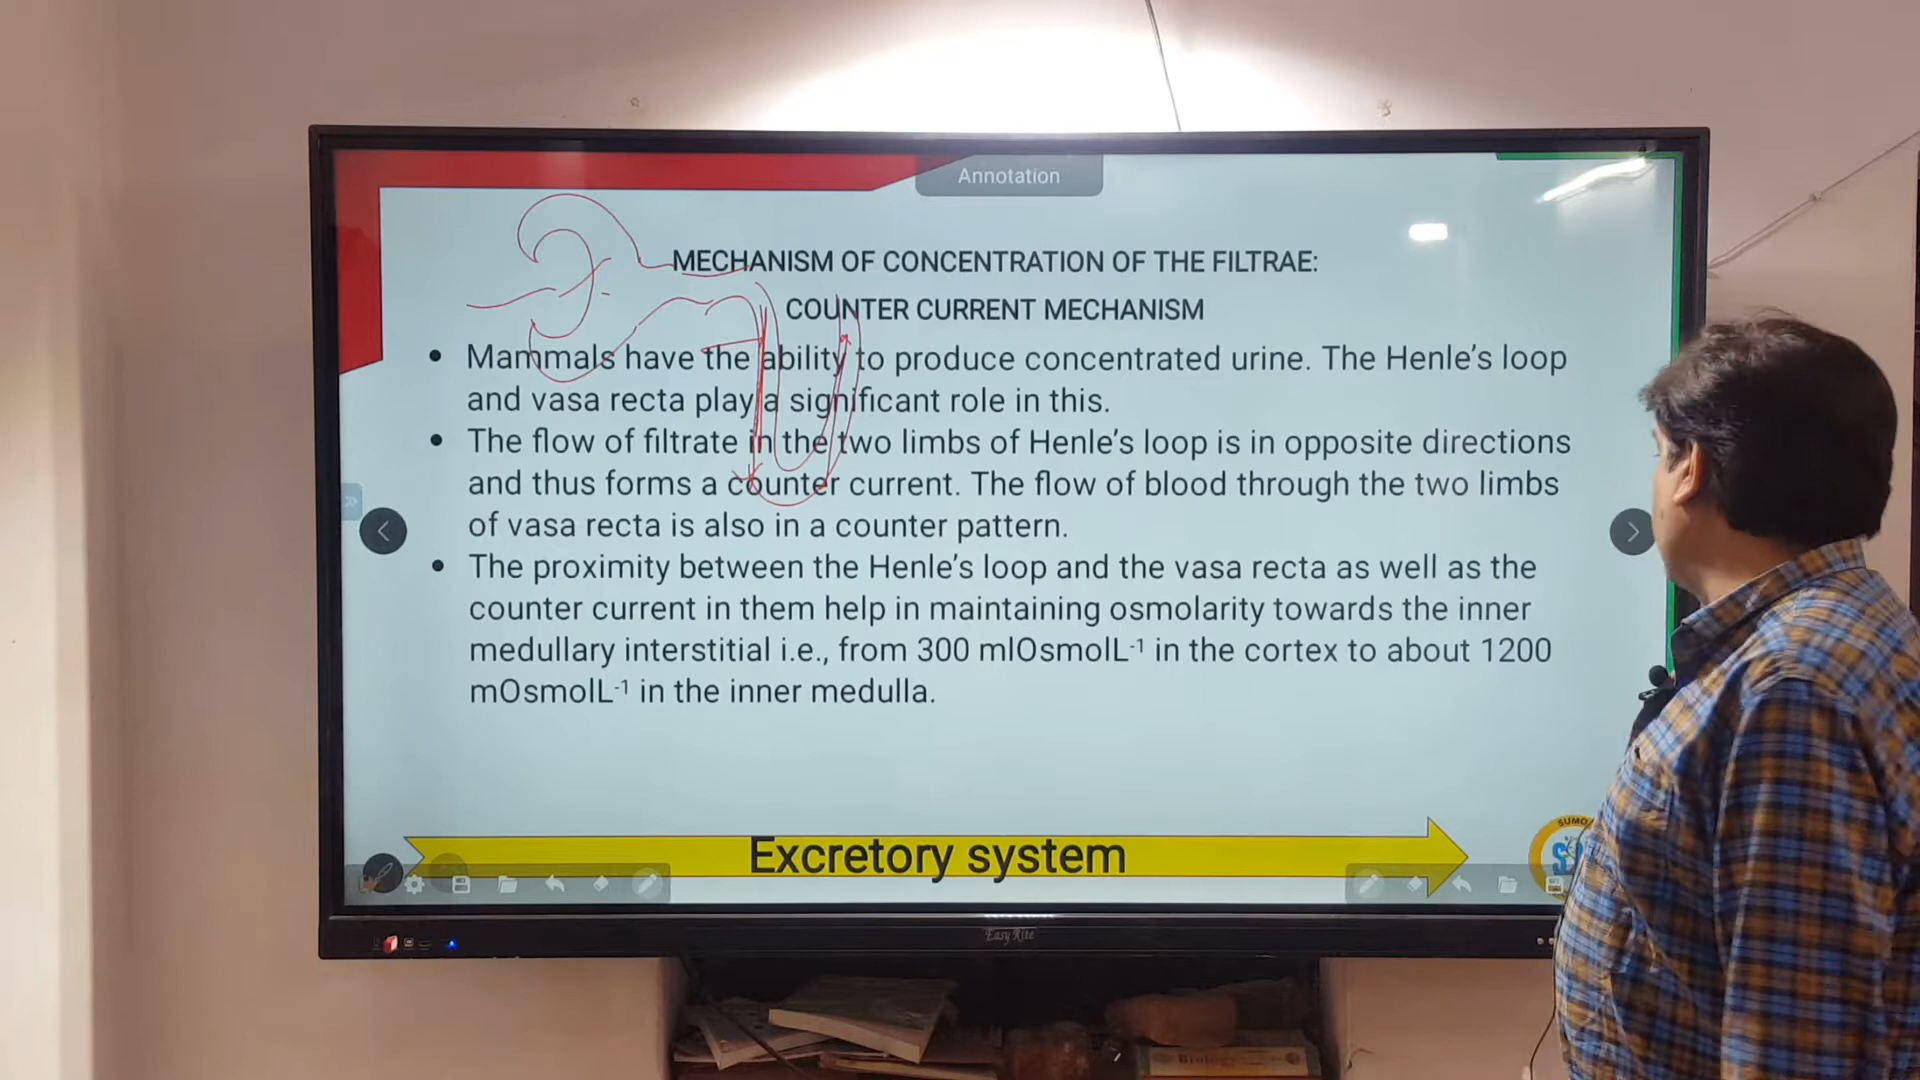 Annotation
MECHANISM OF CONCENTRATION OF THE FILTRAE:
COUNTER CURRENT MECHANISM
• Mammals have the ability to produce concentrated urine. The Henle's loop
and vasa recta play a significant role in this.
• The flow of filtrate in the two limbs of Henle's loop is in opposite directions
and thus forms a counter current. The flow of blood through the two limbs
of vasa recta is also in a counter pattern.
• The proximity between the Henle's loop and the vasa recta as well as the
counter current in them help in maintaining osmolarity towards the inner
medullary interstitial i.e., from 300 mlOsmolL⁻¹ in the cortex to about 1200
mOsmolL⁻¹ in the inner medulla.
Excretory system
SUMO
EasyRite
Biology